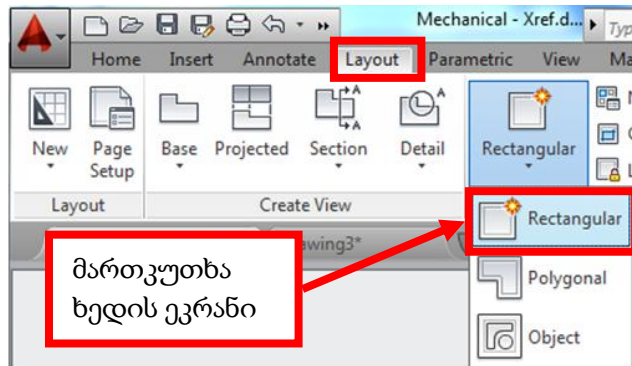 Mechanical - Xref.d...
Typ
Home Insert Annotate Layout Parametric View Ma
New Page Setup Base Projected Section Detail Rectangular
Layout Create View
Rectangular
awing3*
მართკუთხა
ხედის ეკრანი
Polygonal
Object